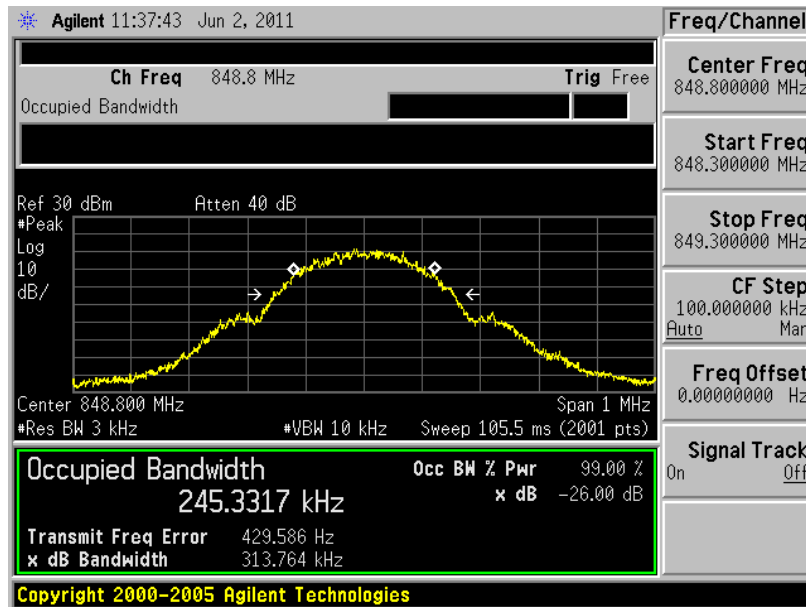 Agilent 11:37:43 Jun 2, 2011
Freq/Channel
Ch Freq 848.8 MHz Trig Free
Occupied Bandwidth
Center Freq
848.800000 MHz
Start Freq
848.300000 MHz
Stop Freq
849.300000 MHz
CF Step
100.000000 kHz
Auto Man
Freq Offset
0.00000000 Hz
Signal Track
On Off
Ref 30 dBm Atten 40 dB
#Peak
Log
10
dB/
Center 848.800 MHz Span 1 MHz
#Res BW 3 kHz #VBW 10 kHz Sweep 105.5 ms (2001 pts)
Occupied Bandwidth
245.3317 kHz
Occ BW % Pwr 99.00 %
x dB -26.00 dB
Transmit Freq Error 429.586 Hz
x dB Bandwidth 313.764 kHz
Copyright 2000-2005 Agilent Technologies